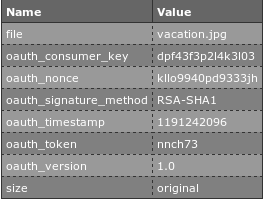 Name Value
file vacation.jpg
oauth_consumer_key dpf43f3p2l4k3l03
oauth_nonce kllo9940pd9333jh
oauth_signature_method RSA-SHA1
oauth_timestamp 1191242096
oauth_token nnch73
oauth_version 1.0
size original